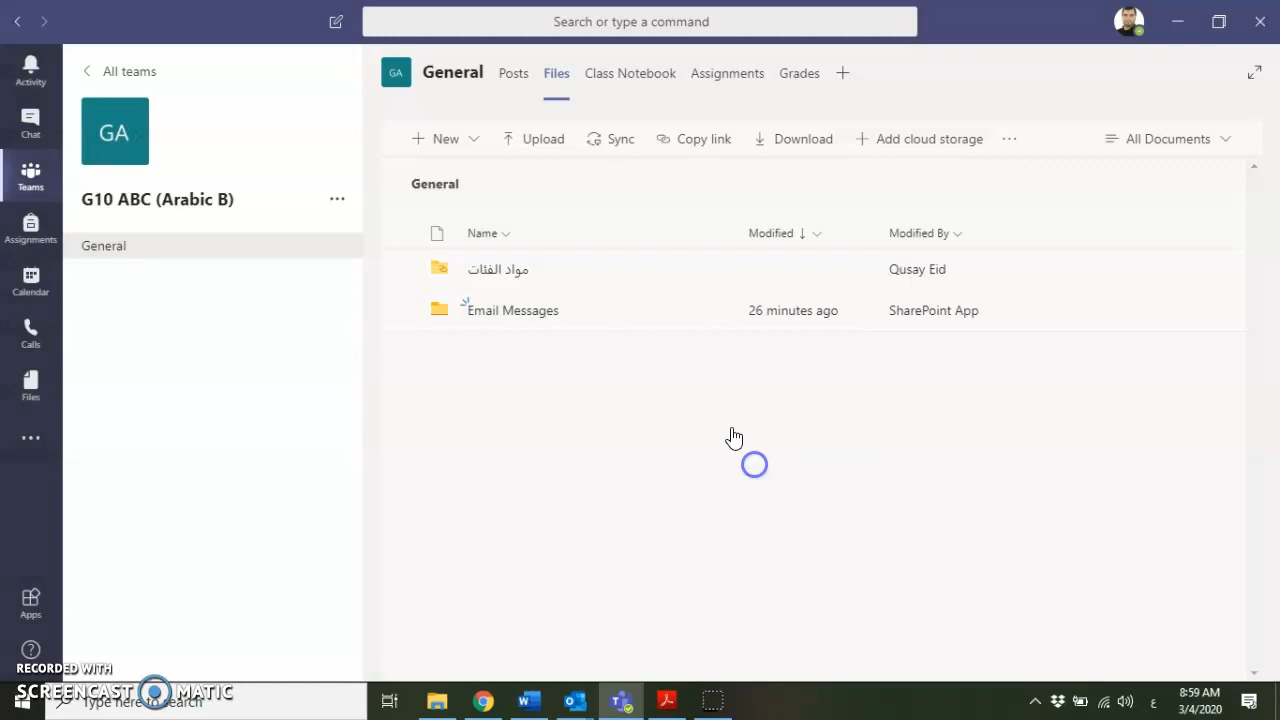 Search or type a command
Activity
Chat
Teams
Assignments
Calendar
Calls
Files
Apps
All teams
GA
G10 ABC (Arabic B)
General
GA General Posts Files Class Notebook Assignments Grades
New Upload Sync Copy link Download Add cloud storage All Documents
General
Name Modified Modified By
مواد الفئات Qusay Eid
Email Messages 26 minutes ago SharePoint App
RECORDED WITH
SCREENCAST MATIC
Type here to search
ع
8:59 AM
3/4/2020